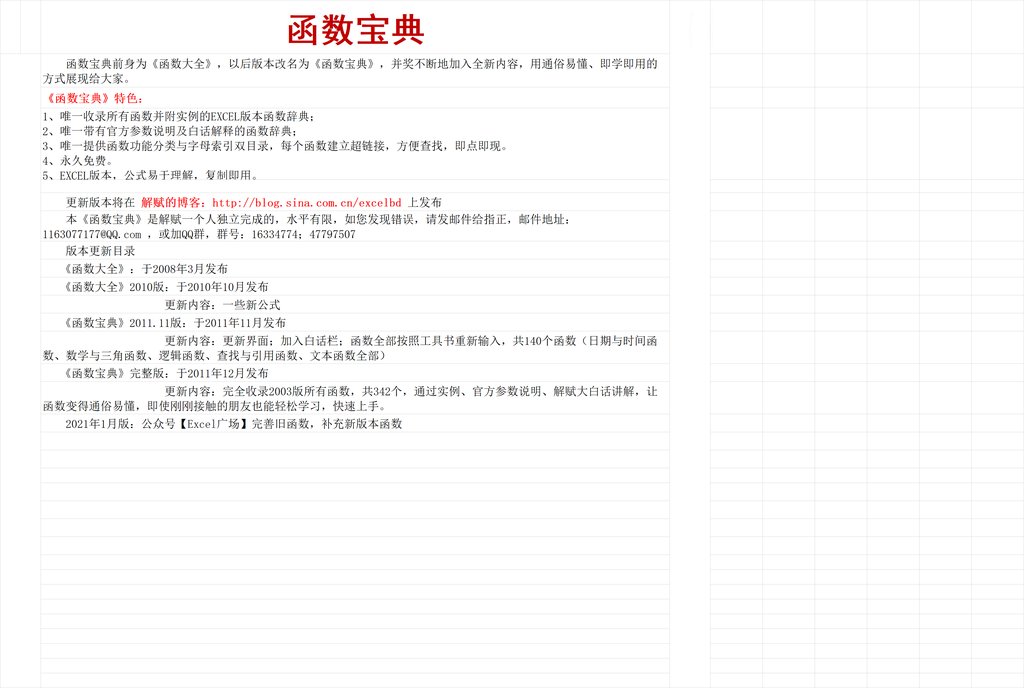 函数宝典
函数宝典前身为《函数大全》，以后版本改名为《函数宝典》，并奖不断地加入全新内容，用通俗易懂、即学即用的
方式展现给大家。
《函数宝典》特色：
1、唯一收录所有函数并附实例的EXCEL版本函数辞典；
2、唯一带有官方参数说明及白话解释的函数辞典；
3、唯一提供函数功能分类与字母索引双目录，每个函数建立超链接，方便查找，即点即现。
4、永久免费。
5、EXCEL版本，公式易于理解，复制即用。
更新版本将在 解赋的博客：http://blog.sina.com.cn/excelbd 上发布
本《函数宝典》是解赋一个人独立完成的，水平有限，如您发现错误，请发邮件给指正，邮件地址：
1163077177@QQ.com ，或加QQ群，群号：16334774；47797507
版本更新目录
《函数大全》：于2008年3月发布
《函数大全》2010版：于2010年10月发布
更新内容：一些新公式
《函数宝典》2011.11版：于2011年11月发布
更新内容：更新界面；加入白话栏；函数全部按照工具书重新输入，共140个函数（日期与时间函
数、数学与三角函数、逻辑函数、查找与引用函数、文本函数全部）
《函数宝典》完整版：于2011年12月发布
更新内容：完全收录2003版所有函数，共342个，通过实例、官方参数说明、解赋大白话讲解，让
函数变得通俗易懂，即使刚刚接触的朋友也能轻松学习，快速上手。
2021年1月版：公众号【Excel广场】完善旧函数，补充新版本函数